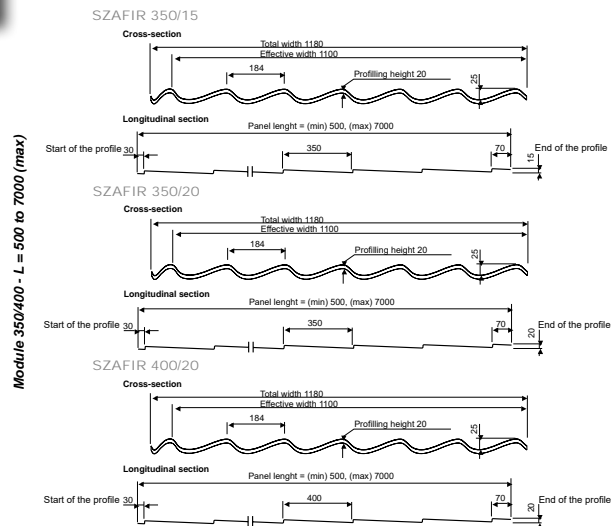 Module 350/400 - L = 500 to 7000 (max)
SZAFIR 350/15
Cross-section
Total width 1180
Effective width 1100
184
Profilling height 20
25
Longitudinal section
Panel lenght = (min) 500, (max) 7000
Start of the profile 30
350
70
15
End of the profile
SZAFIR 350/20
Cross-section
Total width 1180
Effective width 1100
184
Profilling height 20
25
Longitudinal section
Panel lenght = (min) 500, (max) 7000
Start of the profile 30
350
70
20
End of the profile
SZAFIR 400/20
Cross-section
Total width 1180
Effective width 1100
184
Profilling height 20
25
Longitudinal section
Panel lenght = (min) 500, (max) 7000
Start of the profile 30
400
70
20
End of the profile